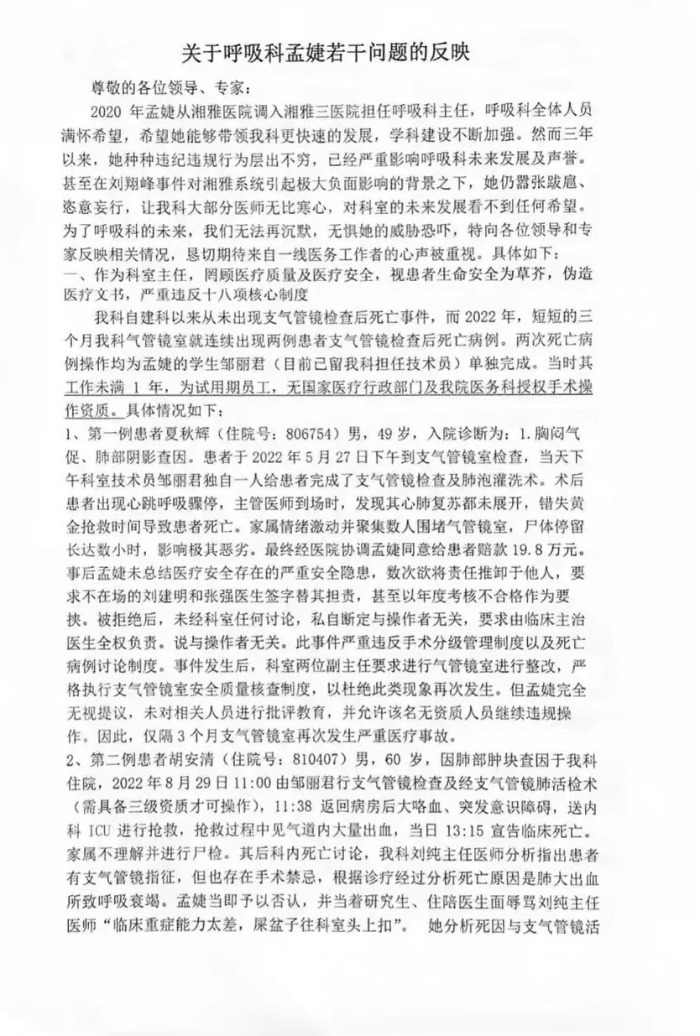 关于呼吸科孟婕若干问题的反映
尊敬的各位领导、专家：
2020 年孟婕从湘雅医院调入湘雅三医院担任呼吸科主任，呼吸科全体人员
满怀希望，希望她能够带领我科更快速的发展，学科建设不断加强。然而三年
以来，她种种违纪违规行为层出不穷，已经严重影响呼吸科未来发展及声誉。
甚至在刘翔峰事件对湘雅系统引起极大负面影响的背景之下，她仍嚣张跋扈、
恣意妄行，让我科大部分医师无比寒心，对科室的未来发展看不到任何希望。
为了呼吸科的未来，我们无法再沉默，无惧她的威胁恐吓，特向各位领导和专
家反映相关情况，恳切期待来自一线医务工作者的心声被重视。具体如下：
一、作为科室主任，罔顾医疗质量及医疗安全，视患者生命安全为草芥，伪造
医疗文书，严重违反十八项核心制度
我科自建科以来从未出现支气管镜检查后死亡事件，而 2022 年，短短的三
个月我科气管镜室就连续出现两例患者支气管镜检查后死亡病例。两次死亡病
例操作均为孟婕的学生邹丽君（目前已留我科担任技术员）单独完成。当时其
工作未满 1 年，为试用期员工，无国家医疗行政部门及我院医务科授权手术操
作资质。具体情况如下：
1、第一例患者夏秋辉（住院号：806754）男，49 岁，入院诊断为：1.胸闷气
促、肺部阴影查因。患者于 2022 年 5 月 27 日下午到支气管镜室检查，当天下
午科室技术员邹丽君独自一人给患者完成了支气管镜检查及肺泡灌洗术。术后
患者出现心跳呼吸骤停，主管医师到场时，发现其心肺复苏都未展开，错失黄
金抢救时间导致患者死亡。家属情绪激动并聚集数人围堵气管镜室，尸体停留
长达数小时，影响极其恶劣。最终经医院协调孟婕同意给患者赔款 19.8 万元。
事后孟婕未总结医疗安全存在的严重安全隐患，数次欲将责任推卸于他人，要
求不在场的刘建明和张强医生签字替其担责，甚至以年度考核不合格作为要
挟。被拒绝后，未经科室任何讨论，私自断定与操作者无关，要求由临床主治
医生全权负责。说与操作者无关。此事件严重违反手术分级管理制度以及死亡
病例讨论制度。事件发生后，科室两位副主任要求进行气管镜室进行整改，严
格执行支气管镜室安全质量核查制度，以杜绝此类现象再次发生。但孟婕完全
无视提议，未对相关人员进行批评教育，并允许该名无资质人员继续违规操
作。因此，仅隔 3 个月支气管镜室再次发生严重医疗事故。
2、第二例患者胡安清（住院号：810407）男，60 岁，因肺部肿块查因于我科
住院，2022 年 8 月 29 日 11:00 由邹丽君行支气管镜检查及经支气管镜肺活检术
（需具备三级资质才可操作），11:38 返回病房后大咯血、突发意识障碍，送内
科 ICU 进行抢救，抢救过程中见气道内大量出血，当日 13:15 宣告临床死亡。
家属不理解并进行尸检。其后科内死亡讨论，我科刘纯主任医师分析指出患者
有支气管镜指征，但也存在手术禁忌，根据诊疗经过分析死亡原因是肺大出血
所致呼吸衰竭。孟婕当即予以否认，并当着研究生、住陪医生面辱骂刘纯主任
医师“临床重症能力太差，屎盆子往科室头上扣”。 她分析死因与支气管镜活